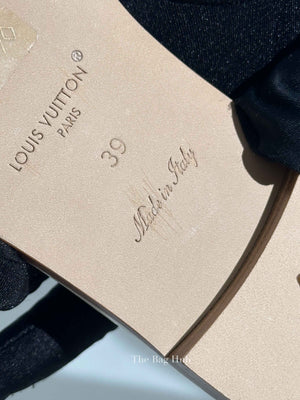 LOUIS VUITTON®
PARIS
39
Made in Italy
The Bag Hub